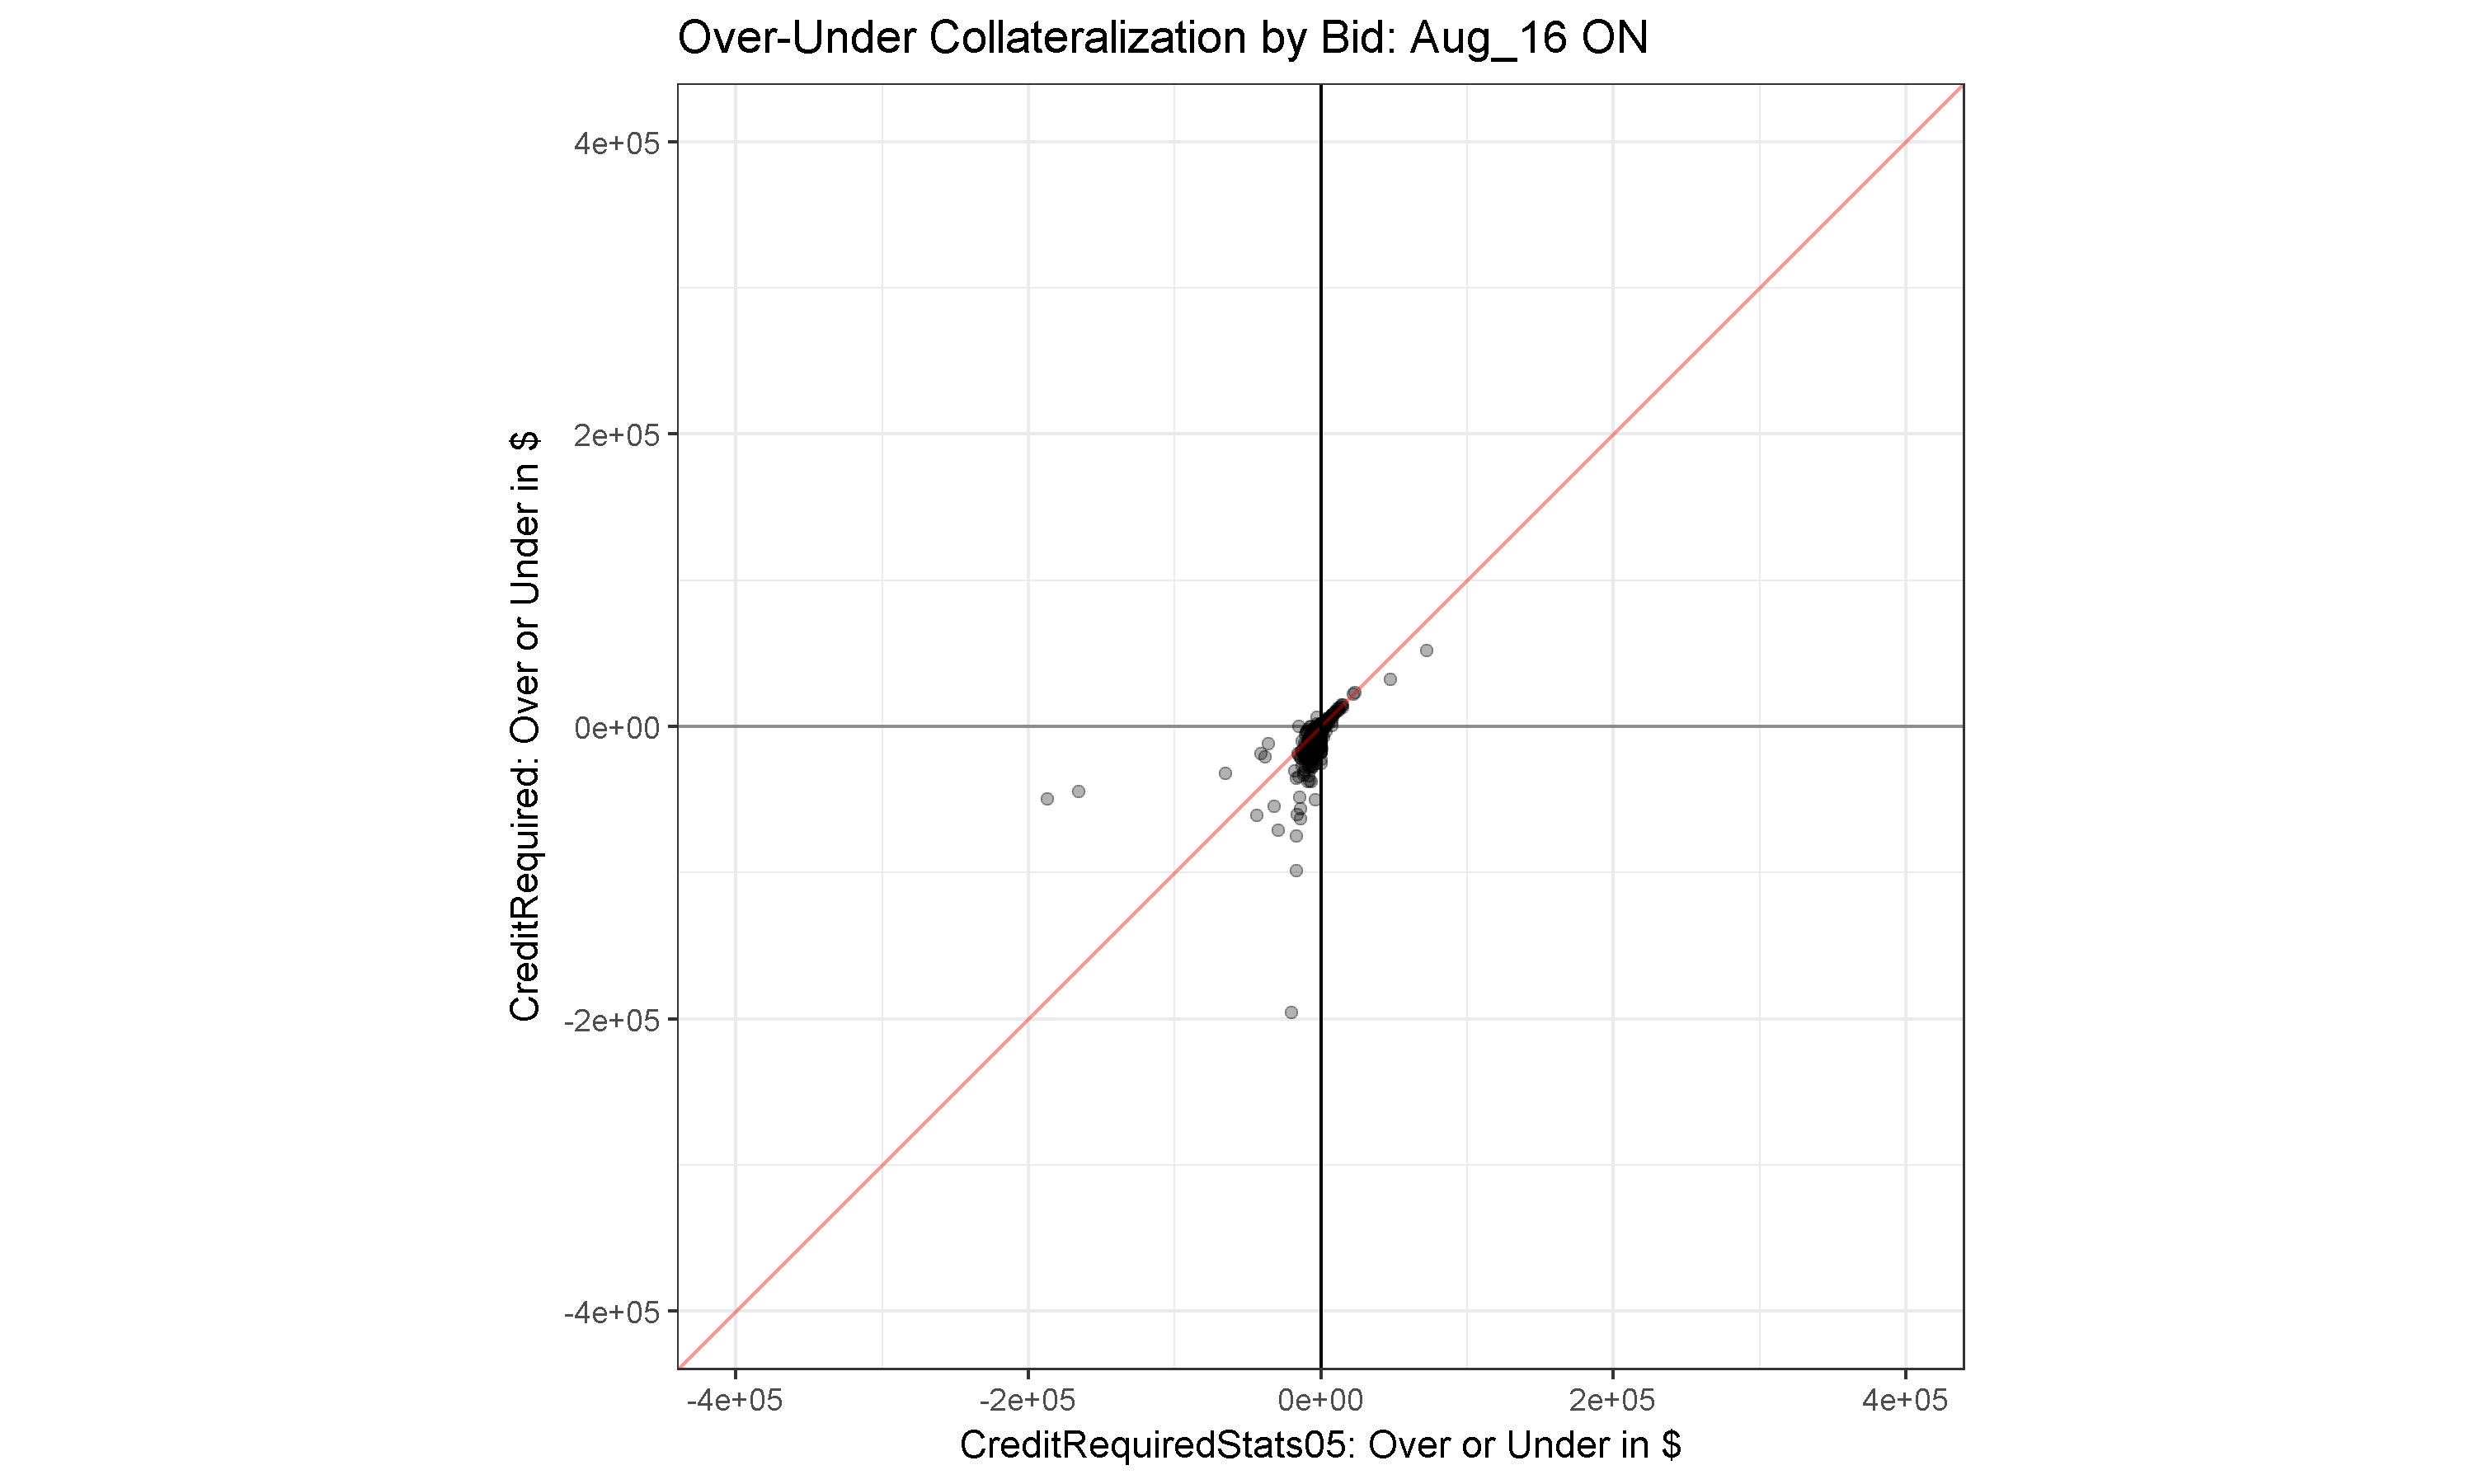 Over-Under Collateralization by Bid: Aug_16 ON
CreditRequired: Over or Under in $
4e+05
2e+05
0e+00
-2e+05
-4e+05
-4e+05
-2e+05
0e+00
2e+05
4e+05
CreditRequiredStats05: Over or Under in $